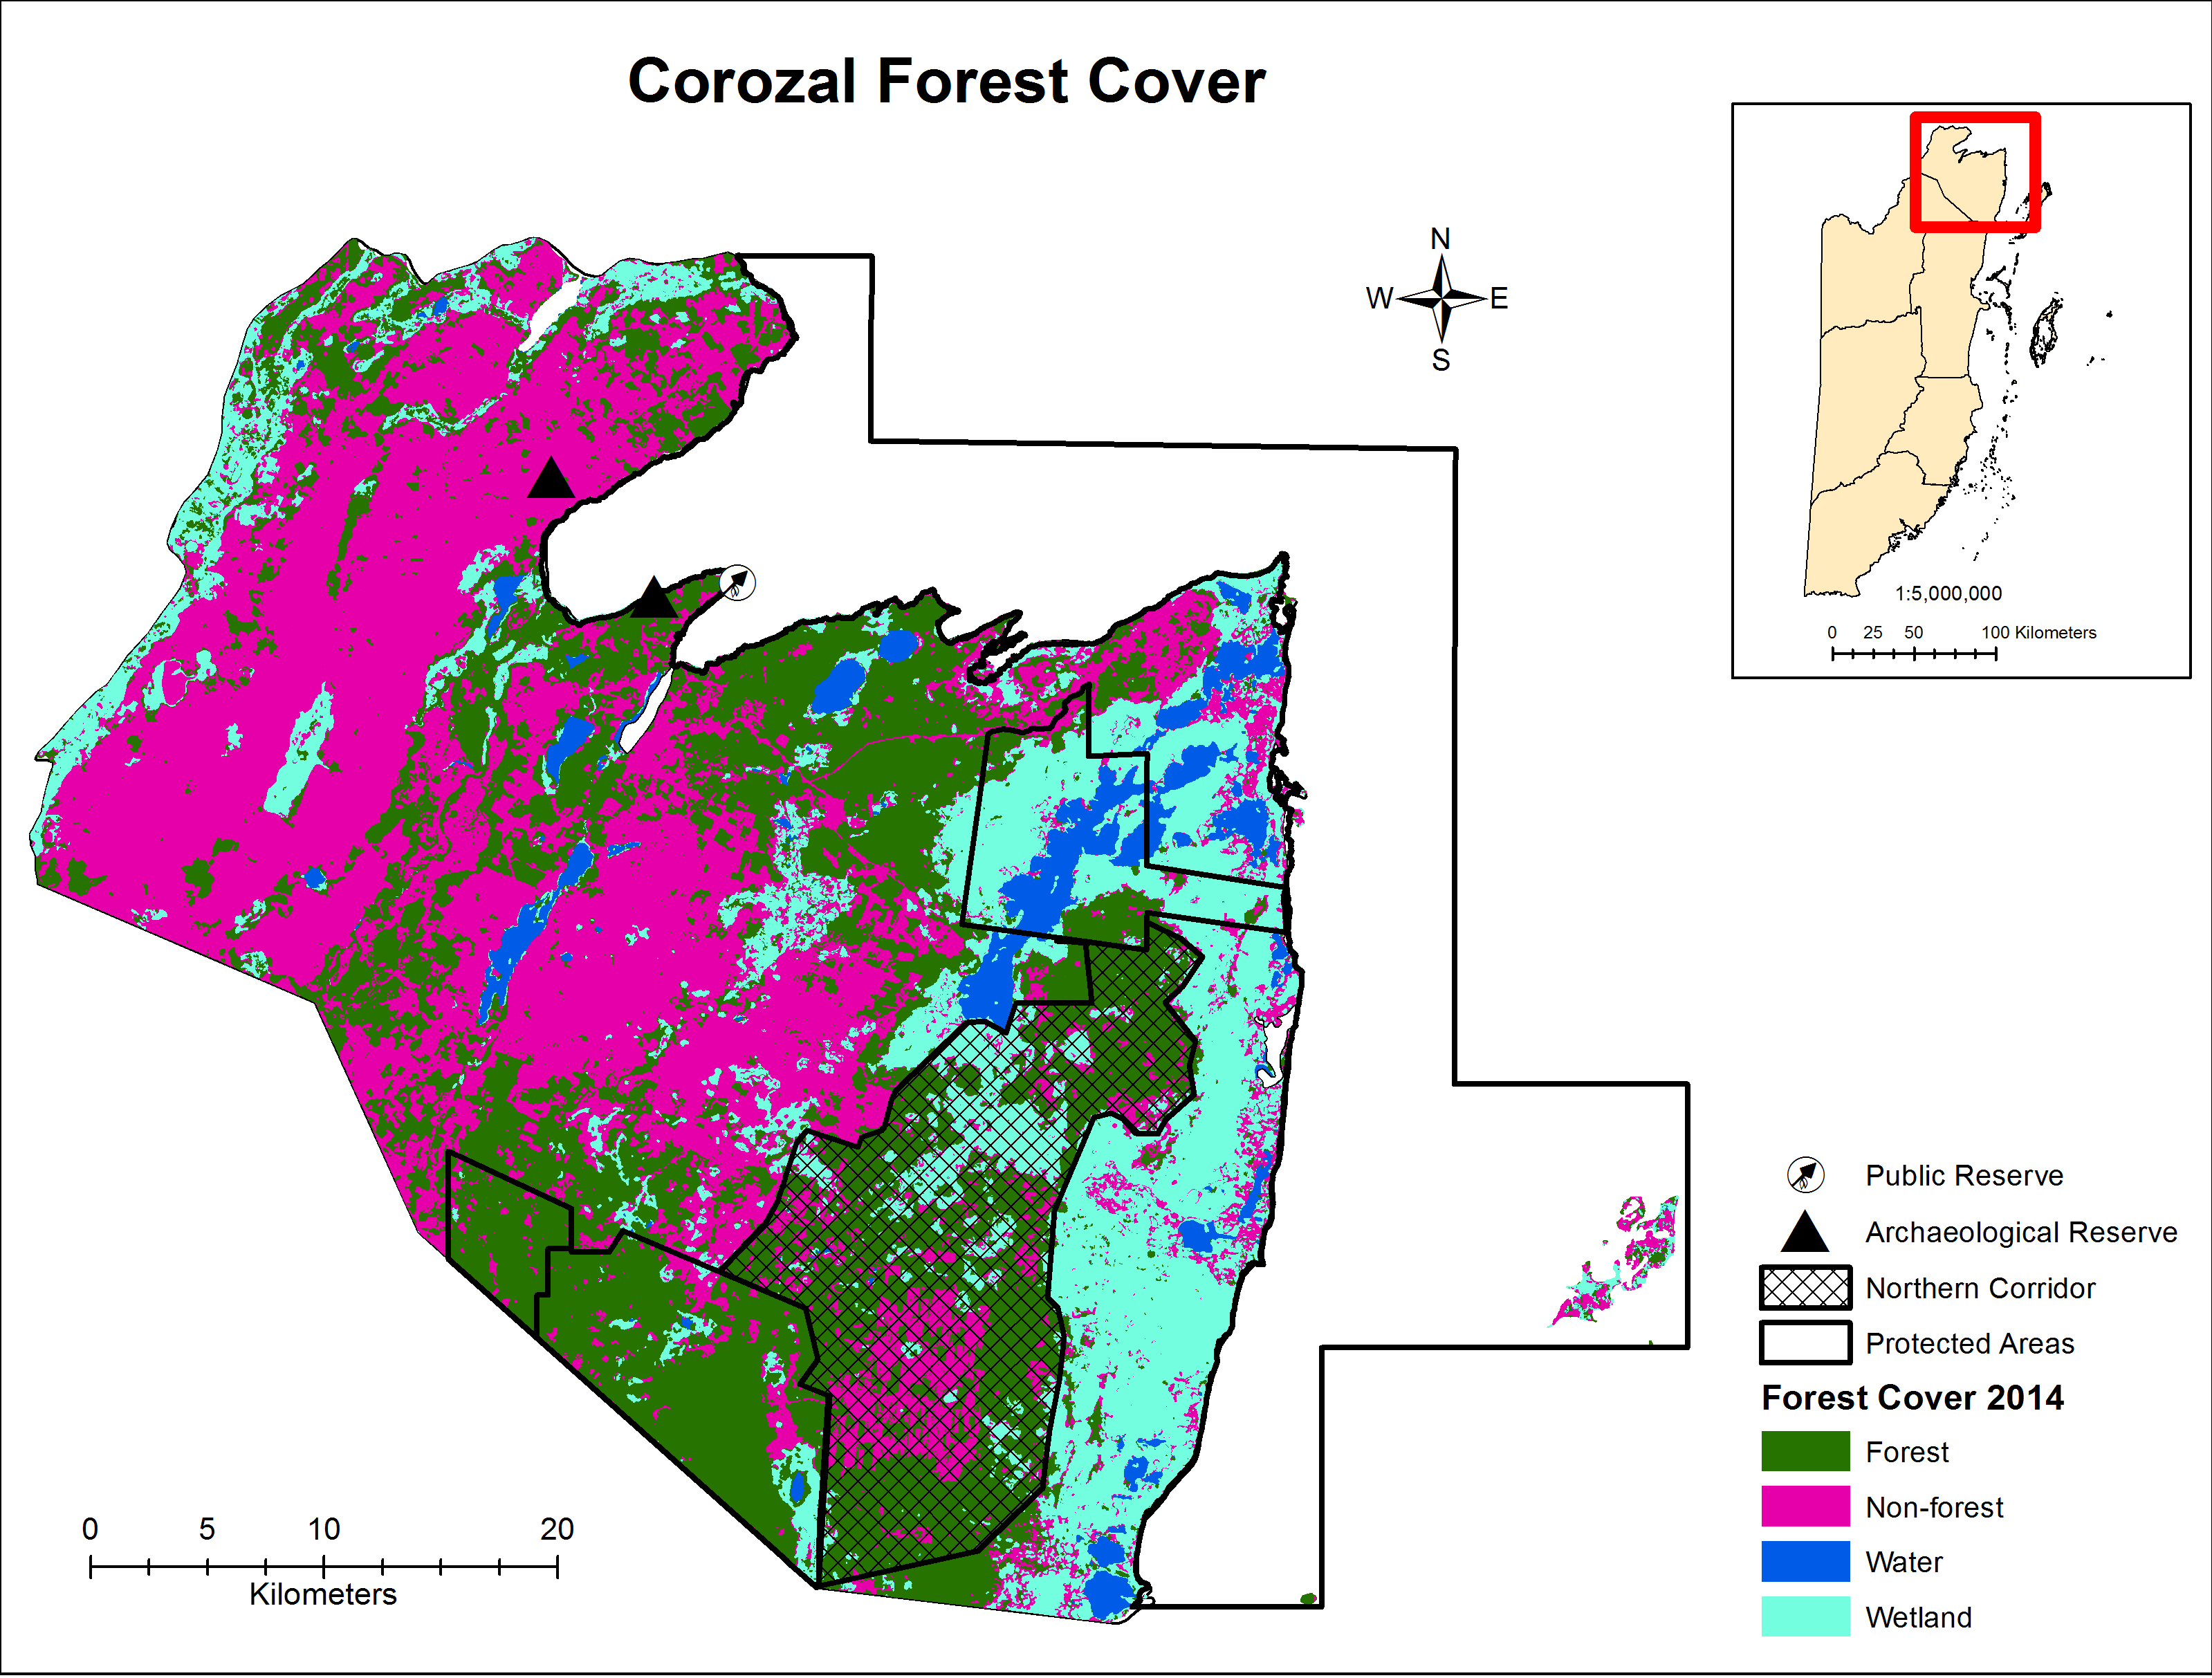 Corozal Forest Cover
N
W E
S
1:5,000,000
0 25 50 100 Kilometers
Public Reserve
Archaeological Reserve
Northern Corridor
Protected Areas
Forest Cover 2014
Forest
Non-forest
Water
Wetland
0 5 10 20
Kilometers